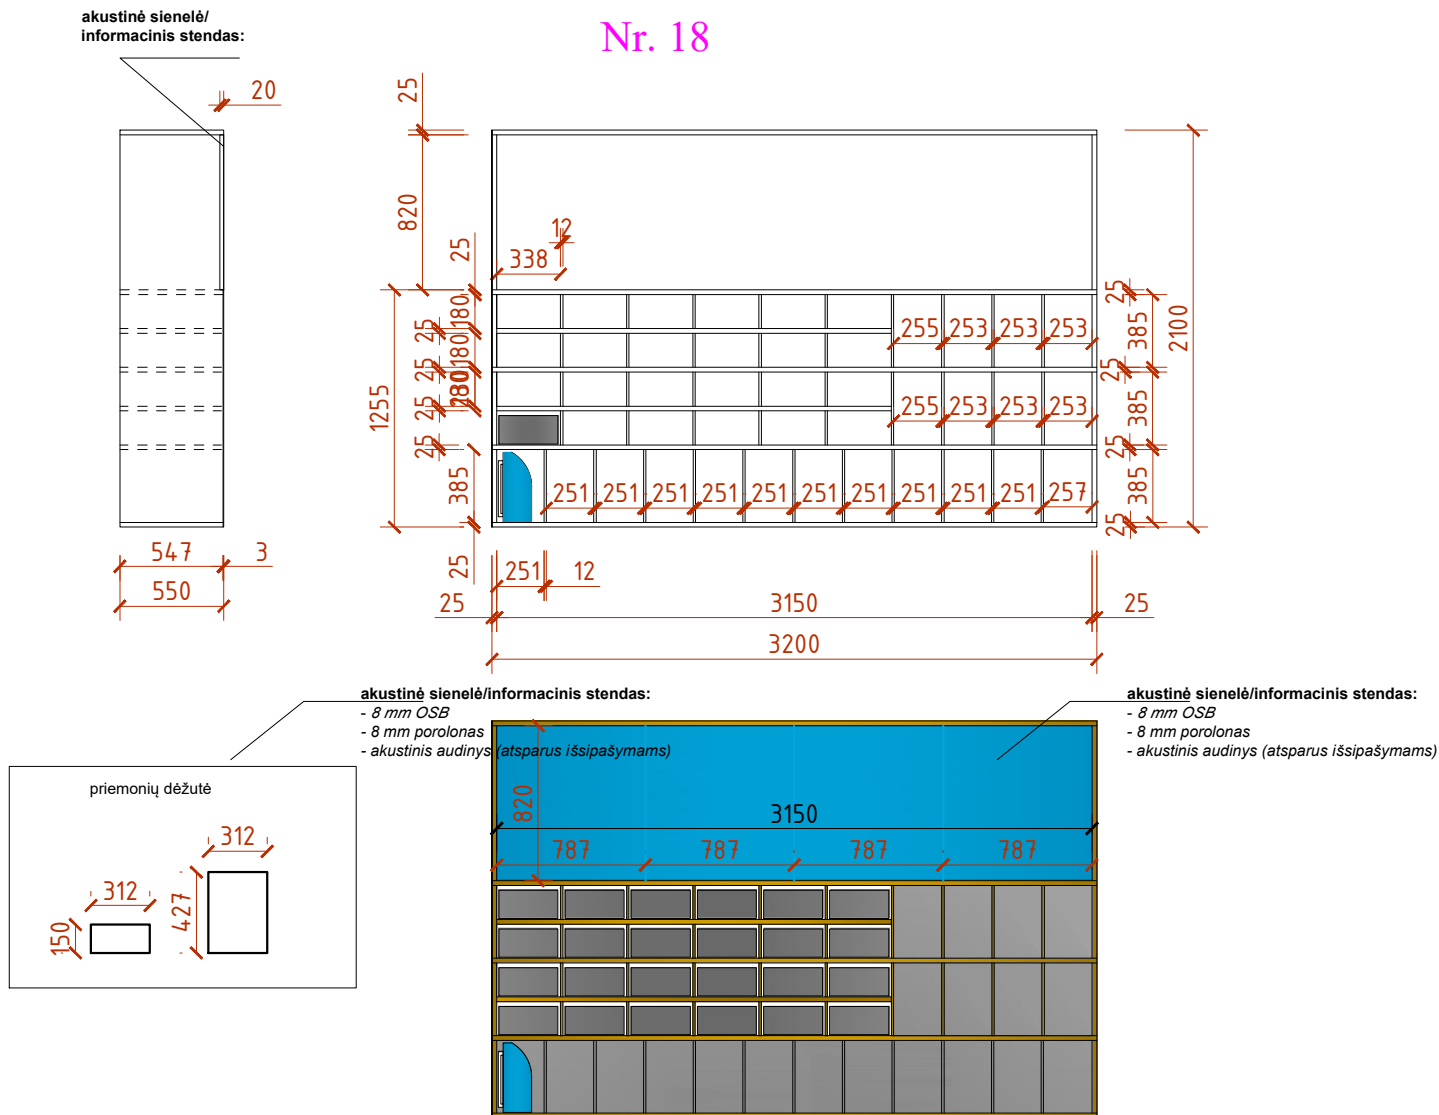 akustinė sienelė/
informacinis stendas:
Nr. 18
20
25
820
25
12
338
180
25
180
25
180
25
25
1255
385
25
255 253 253 253
255 253 253 253
25
385
25
385
25
385
25
2100
251 251 251 251 251 251 251 251 251 251 257
547 3
550
251 12
25 3150 25
3200
akustinė sienelė/informacinis stendas:
- 8 mm OSB
- 8 mm porolonas
- akustinis audinys (atsparus išsipašymams)
akustinė sienelė/informacinis stendas:
- 8 mm OSB
- 8 mm porolonas
- akustinis audinys (atsparus išsipašymams)
priemonių dėžutė
312
427
312
150
820
3150
787 787 787 787